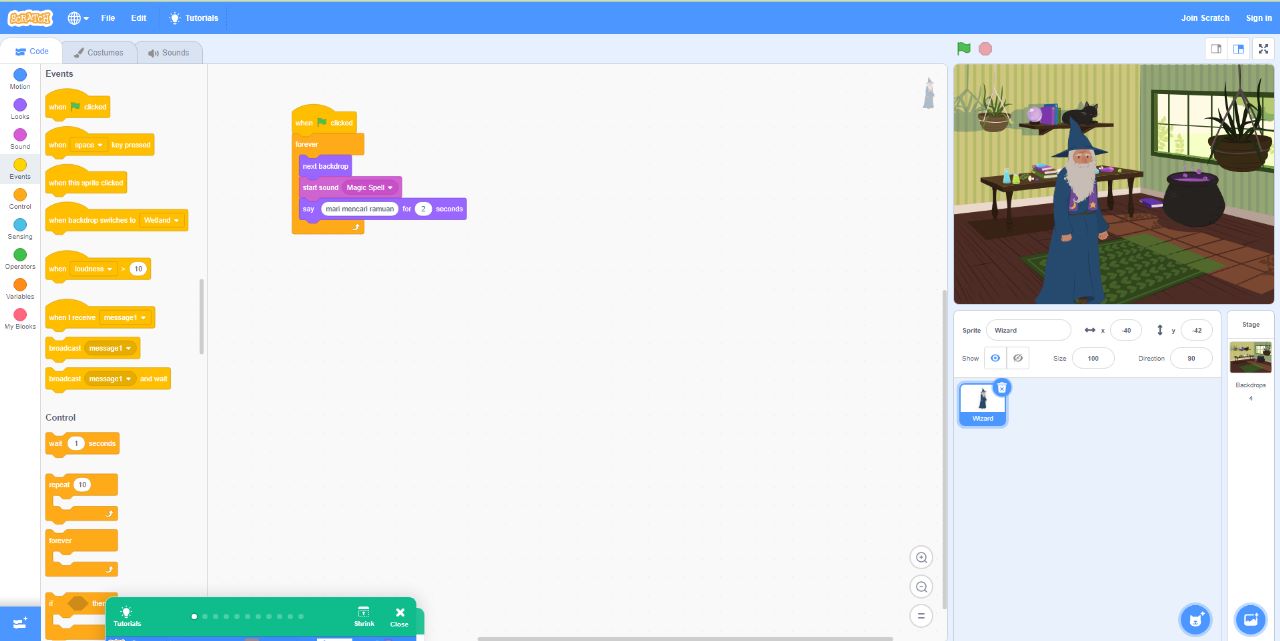 SCRATCH File Edit Tutorials Join Scratch Sign in
Code Costumes Sounds
Motion
Looks
Sound
Events
Control
Sensing
Operators
Variables
My Blocks
Events
when clicked
when space key pressed
when this sprite clicked
when backdrop switches to Wetland
when loudness > 10
when I receive message1
broadcast message1
broadcast message1 and wait
Control
wait 1 seconds
repeat 10
forever
if then
when clicked
forever
next backdrop
start sound Magic Spell
say mari mencari ramuan for 2 seconds
Tutorials Shrink Close
Sprite Wizard x -40 y -42
Show Size 100 Direction 90
Wizard
Stage
Backdrops
4